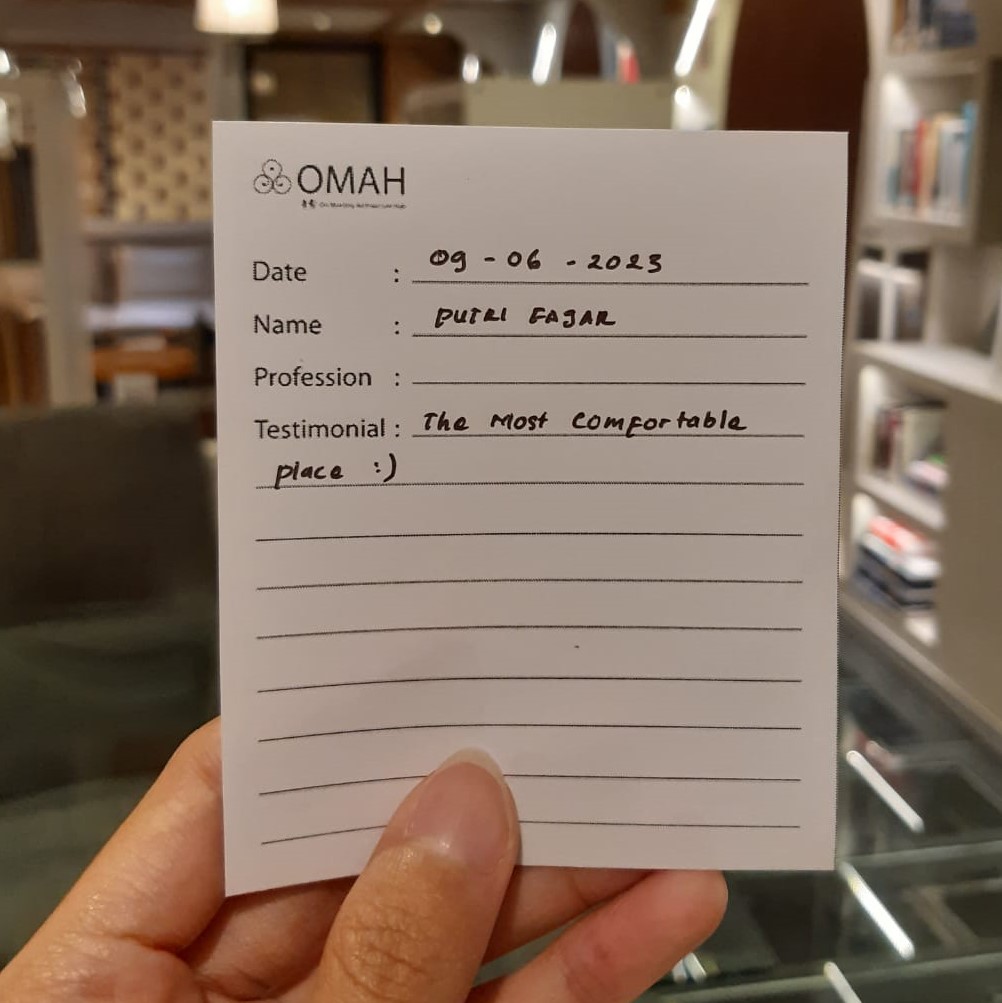 OMAH
Date : 09 - 06 - 2023
Name : PUTRI FAJAR
Profession :
Testimonial : The Most Comfortable
place :)